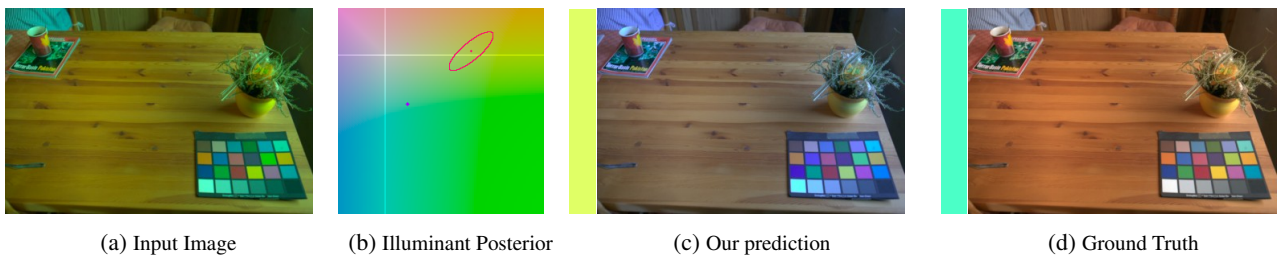 (a) Input Image
(b) Illuminant Posterior
(c) Our prediction
(d) Ground Truth